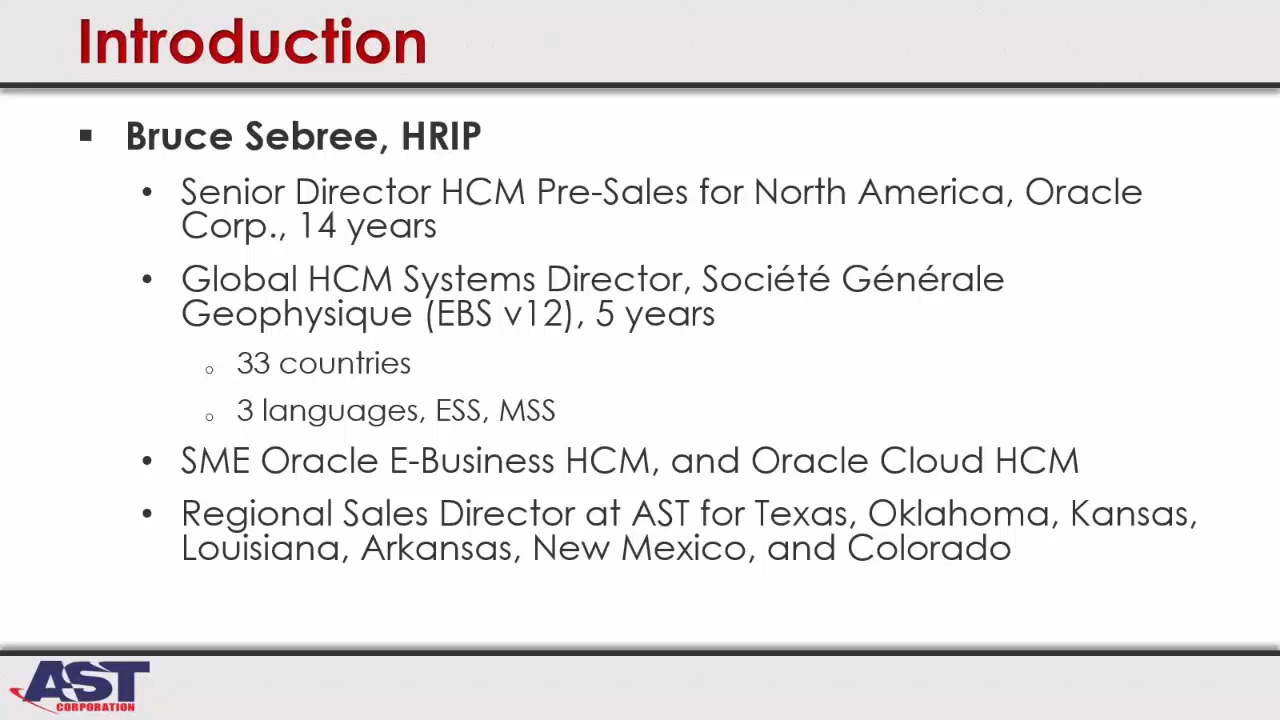 Introduction
▪ Bruce Sebree, HRIP
• Senior Director HCM Pre-Sales for North America, Oracle
Corp., 14 years
• Global HCM Systems Director, Société Générale
Geophysique (EBS v12), 5 years
o 33 countries
o 3 languages, ESS, MSS
• SME Oracle E-Business HCM, and Oracle Cloud HCM
• Regional Sales Director at AST for Texas, Oklahoma, Kansas,
Louisiana, Arkansas, New Mexico, and Colorado
AST
CORPORATION